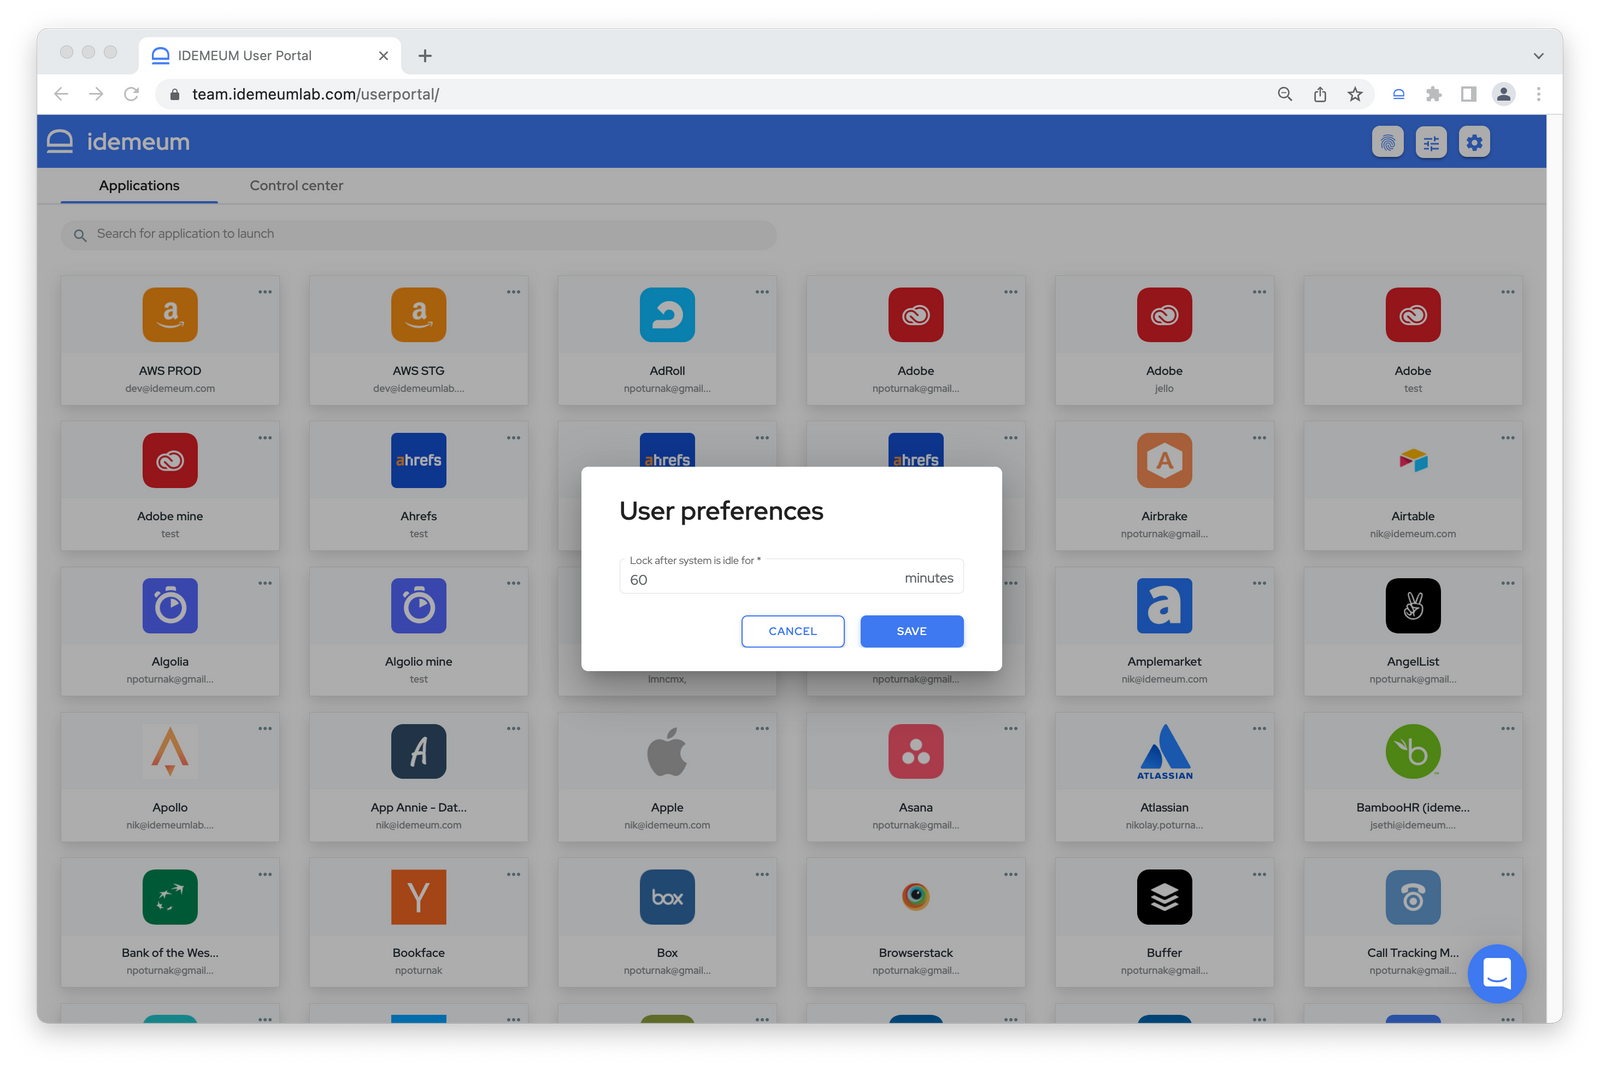 IDEMEUM User Portal
team.idemeumlab.com/userportal/
idemeum
Applications
Control center
Search for application to launch
a
AWS PROD
dev@idemeum.com
a
AWS STG
dev@idemeumlab....
AdRoll
npoturnak@gmail...
Adobe
npoturnak@gmail...
Adobe
jello
Adobe
test
Adobe mine
test
ahrefs
Ahrefs
test
ahrefs
ahrefs
A
Airbrake
npoturnak@gmail...
Airtable
nik@idemeum.com
User preferences
Lock after system is idle for *
60
minutes
CANCEL
SAVE
Algolia
npoturnak@gmail...
Algolio mine
test
lmncmx,
npoturnak@gmail...
a
Amplemarket
nik@idemeum.com
AngelList
npoturnak@gmail...
Apollo
nik@idemeumlab....
A
App Annie - Dat...
nik@idemeum.com
Apple
nik@idemeum.com
Asana
npoturnak@gmail...
ATLASSIAN
Atlassian
nikolay.poturna...
b
BambooHR (ideme...
jsethi@idemeum....
Bank of the Wes...
npoturnak@gmail...
Y
Bookface
npoturnak
box
Box
npoturnak@gmail...
Browserstack
npoturnak@gmail...
Buffer
npoturnak@gmail...
Call Tracking M...
npoturnak@gmail...